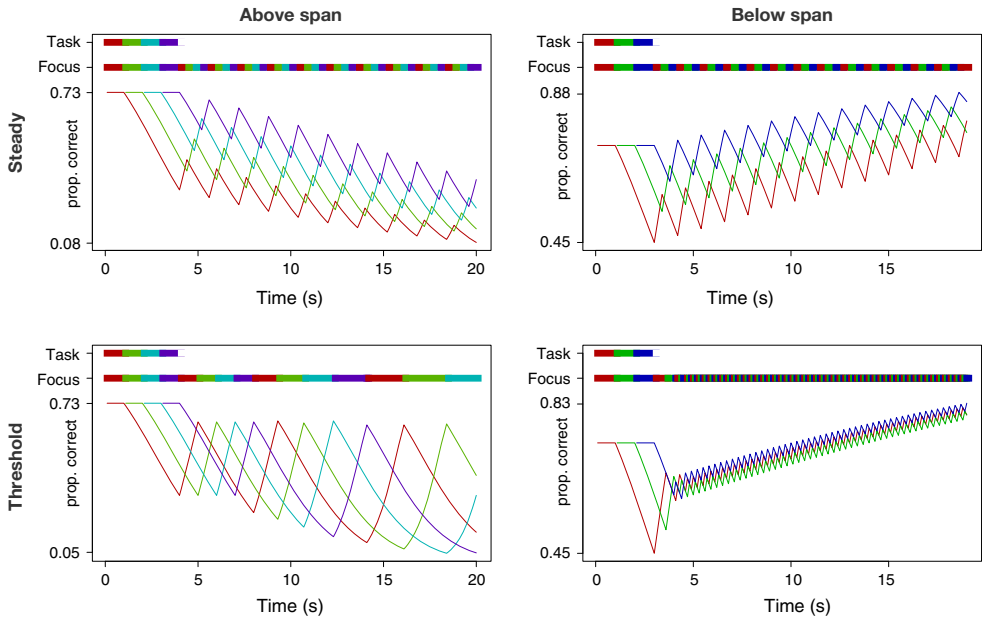 Above span
Below span
Steady
Task
Focus
0.73
prop. correct
0.08
0 5 10 15 20
Time (s)
Task
Focus
0.88
prop. correct
0.45
0 5 10 15
Time (s)
Threshold
Task
Focus
0.73
prop. correct
0.05
0 5 10 15 20
Time (s)
Task
Focus
0.83
prop. correct
0.45
0 5 10 15
Time (s)